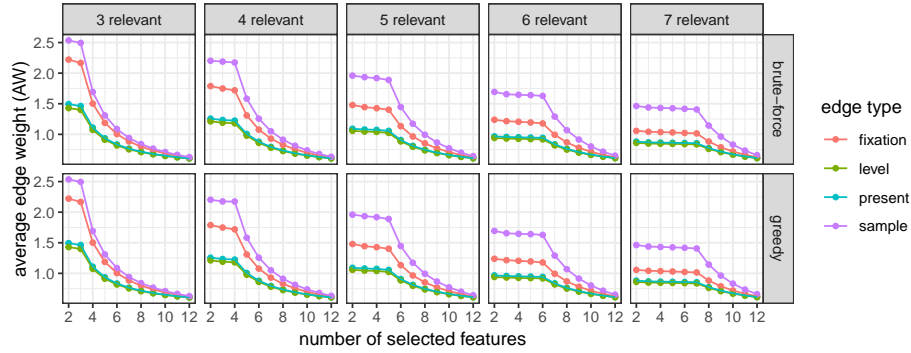 3 relevant
4 relevant
5 relevant
6 relevant
7 relevant
average edge weight (AW)
2.5
2.0
1.5
1.0
brute−force
2.5
2.0
1.5
1.0
greedy
2 4 6 8 10 12
2 4 6 8 10 12
2 4 6 8 10 12
2 4 6 8 10 12
2 4 6 8 10 12
number of selected features
edge type
fixation
level
present
sample